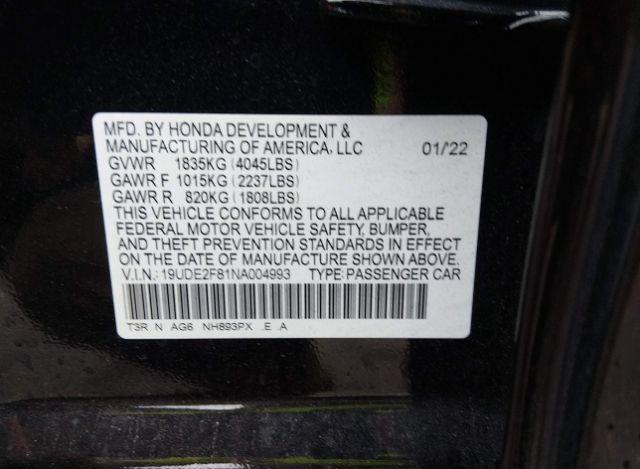 MFD. BY HONDA DEVELOPMENT &
MANUFACTURING OF AMERICA, LLC 01/22
GVWR 1835KG (4045LBS)
GAWR F 1015KG (2237LBS)
GAWR R 820KG (1808LBS)
THIS VEHICLE CONFORMS TO ALL APPLICABLE
FEDERAL MOTOR VEHICLE SAFETY, BUMPER,
AND THEFT PREVENTION STANDARDS IN EFFECT
ON THE DATE OF MANUFACTURE SHOWN ABOVE.
V.I.N.: 19UDE2F81NA004993 TYPE: PASSENGER CAR
T3R N AG6 NH893PX .E .A